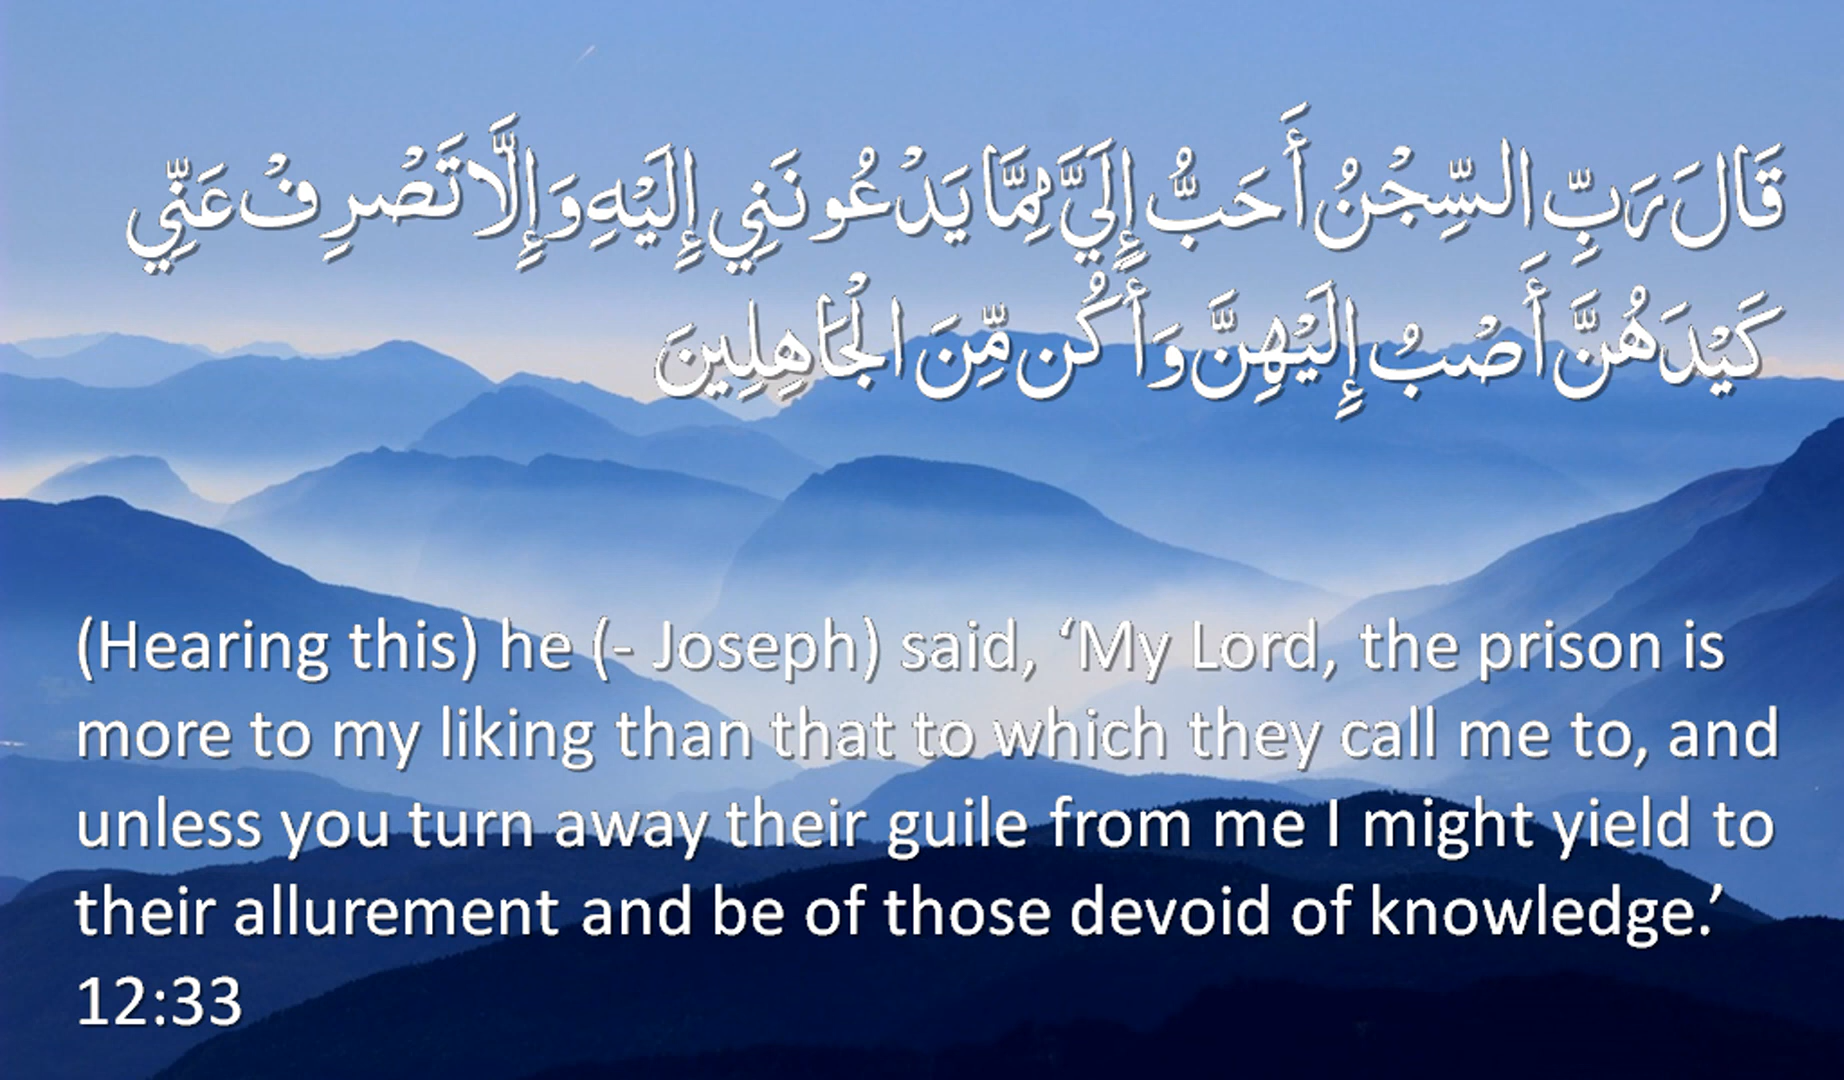 قَالَ رَبِّ السِّجْنُ أَحَبُّ إِلَيَّ مِمَّا يَدْعُونَنِي إِلَيْهِ وَإِلَّا تَصْرِفْ عَنِّي
كَيْدَهُنَّ أَصْبُ إِلَيْهِنَّ وَأَكُن مِّنَ الْجَاهِلِينَ
(Hearing this) he (- Joseph) said, ‘My Lord, the prison is
more to my liking than that to which they call me to, and
unless you turn away their guile from me I might yield to
their allurement and be of those devoid of knowledge.’
12:33